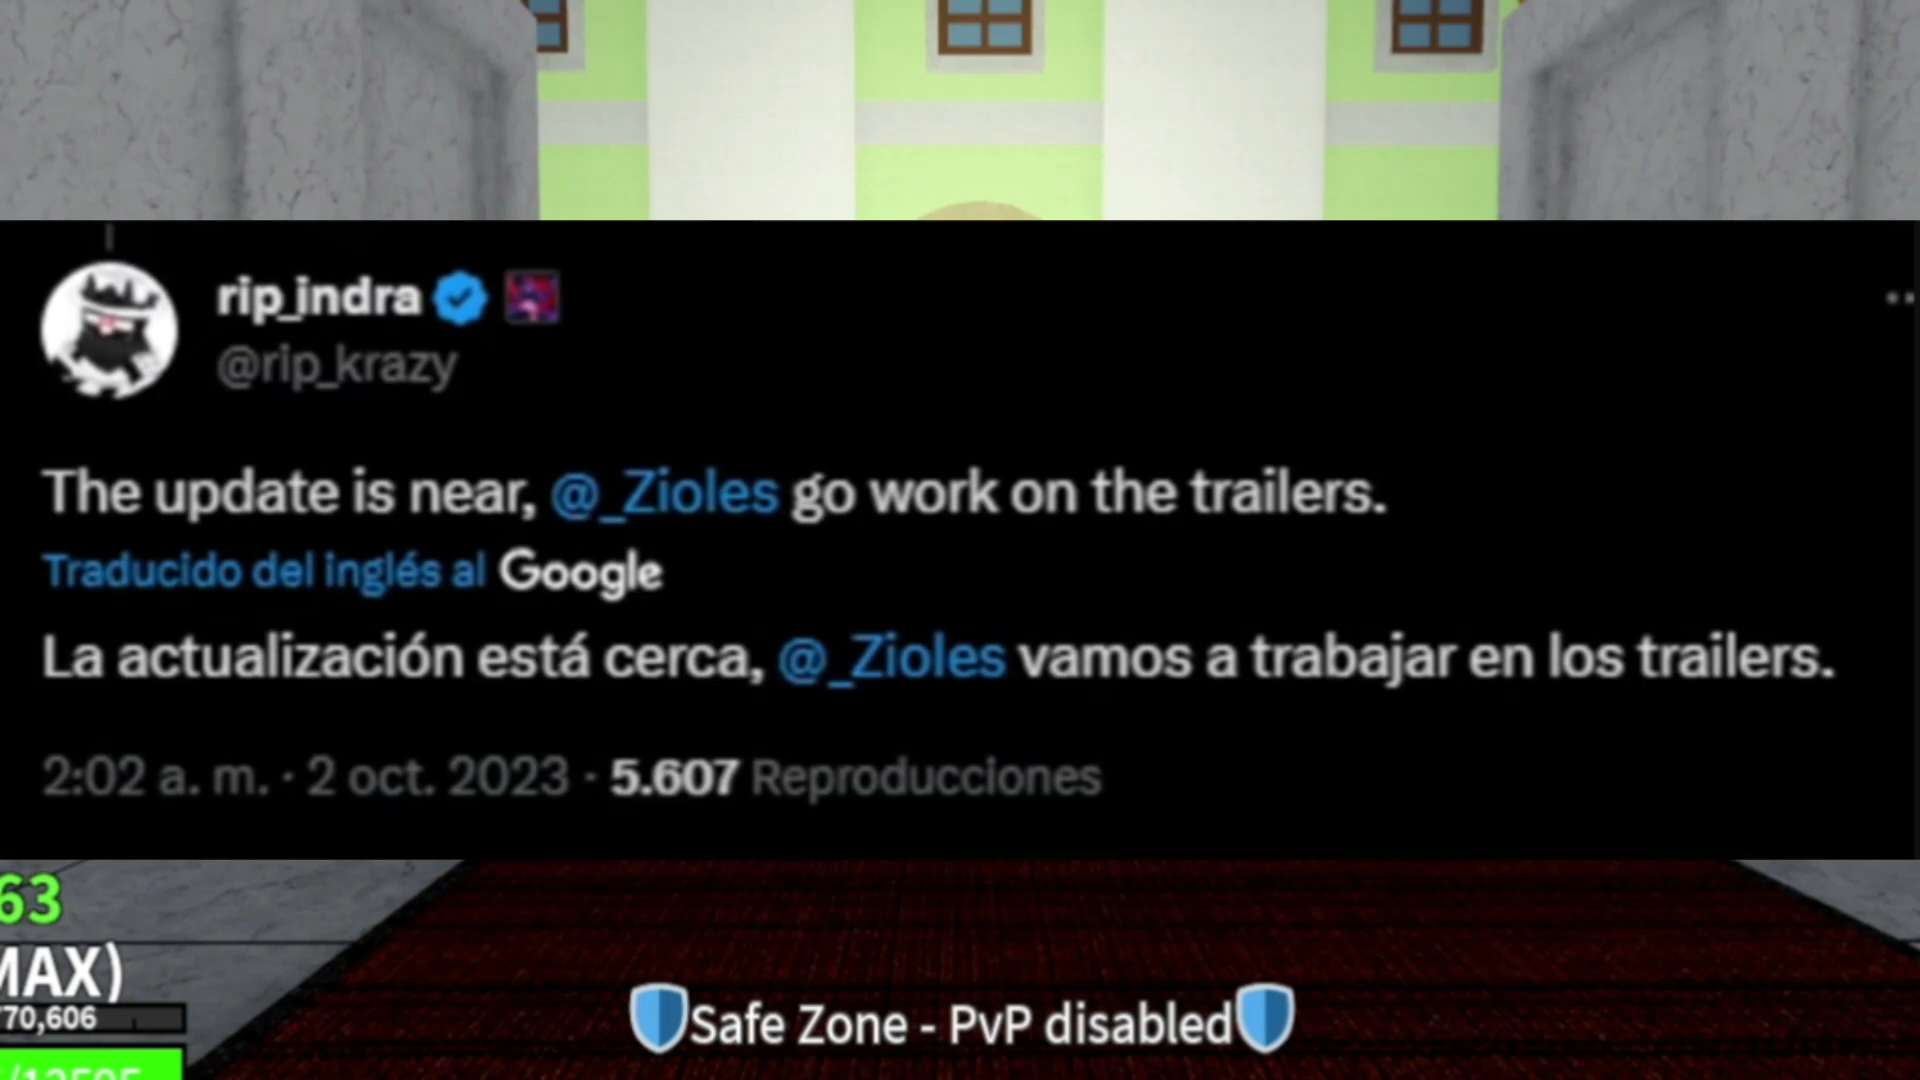 rip_indra
@rip_krazy
The update is near, @_Zioles go work on the trailers.
Traducido del inglés al Google
La actualización está cerca, @_Zioles vamos a trabajar en los trailers.
2:02 a. m. · 2 oct. 2023 · 5.607 Reproducciones
63
MAX)
70,606
Safe Zone - PvP disabled